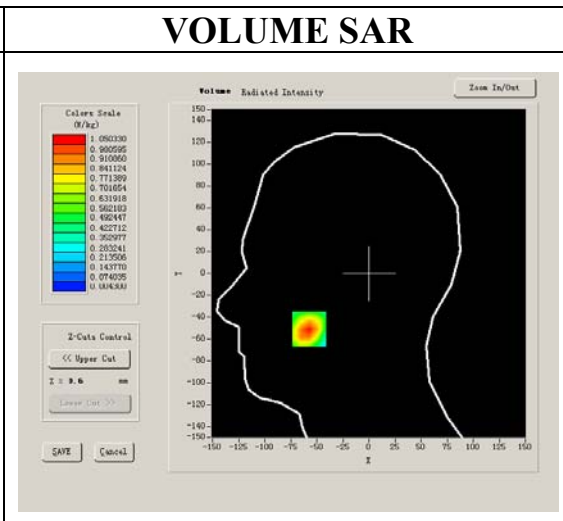 VOLUME SAR
Volume Radiated Intensity
Zoom In/Out
Colors Scale
(W/kg)
1.050330
0.980595
0.910860
0.841124
0.771389
0.701654
0.631918
0.562183
0.492447
0.422712
0.352977
0.283241
0.213506
0.143770
0.074035
0.004300
Z-Cuts Control
<< Upper Cut
Z = 3.6 mm
Lower Cut >>
SAVE Cancel
150
140
120
100
80
60
40
20
0
-20
-40
-60
-80
-100
-120
-140
-150
Y
-150 -125 -100 -75 -50 -25 0 25 50 75 100 125 150
X